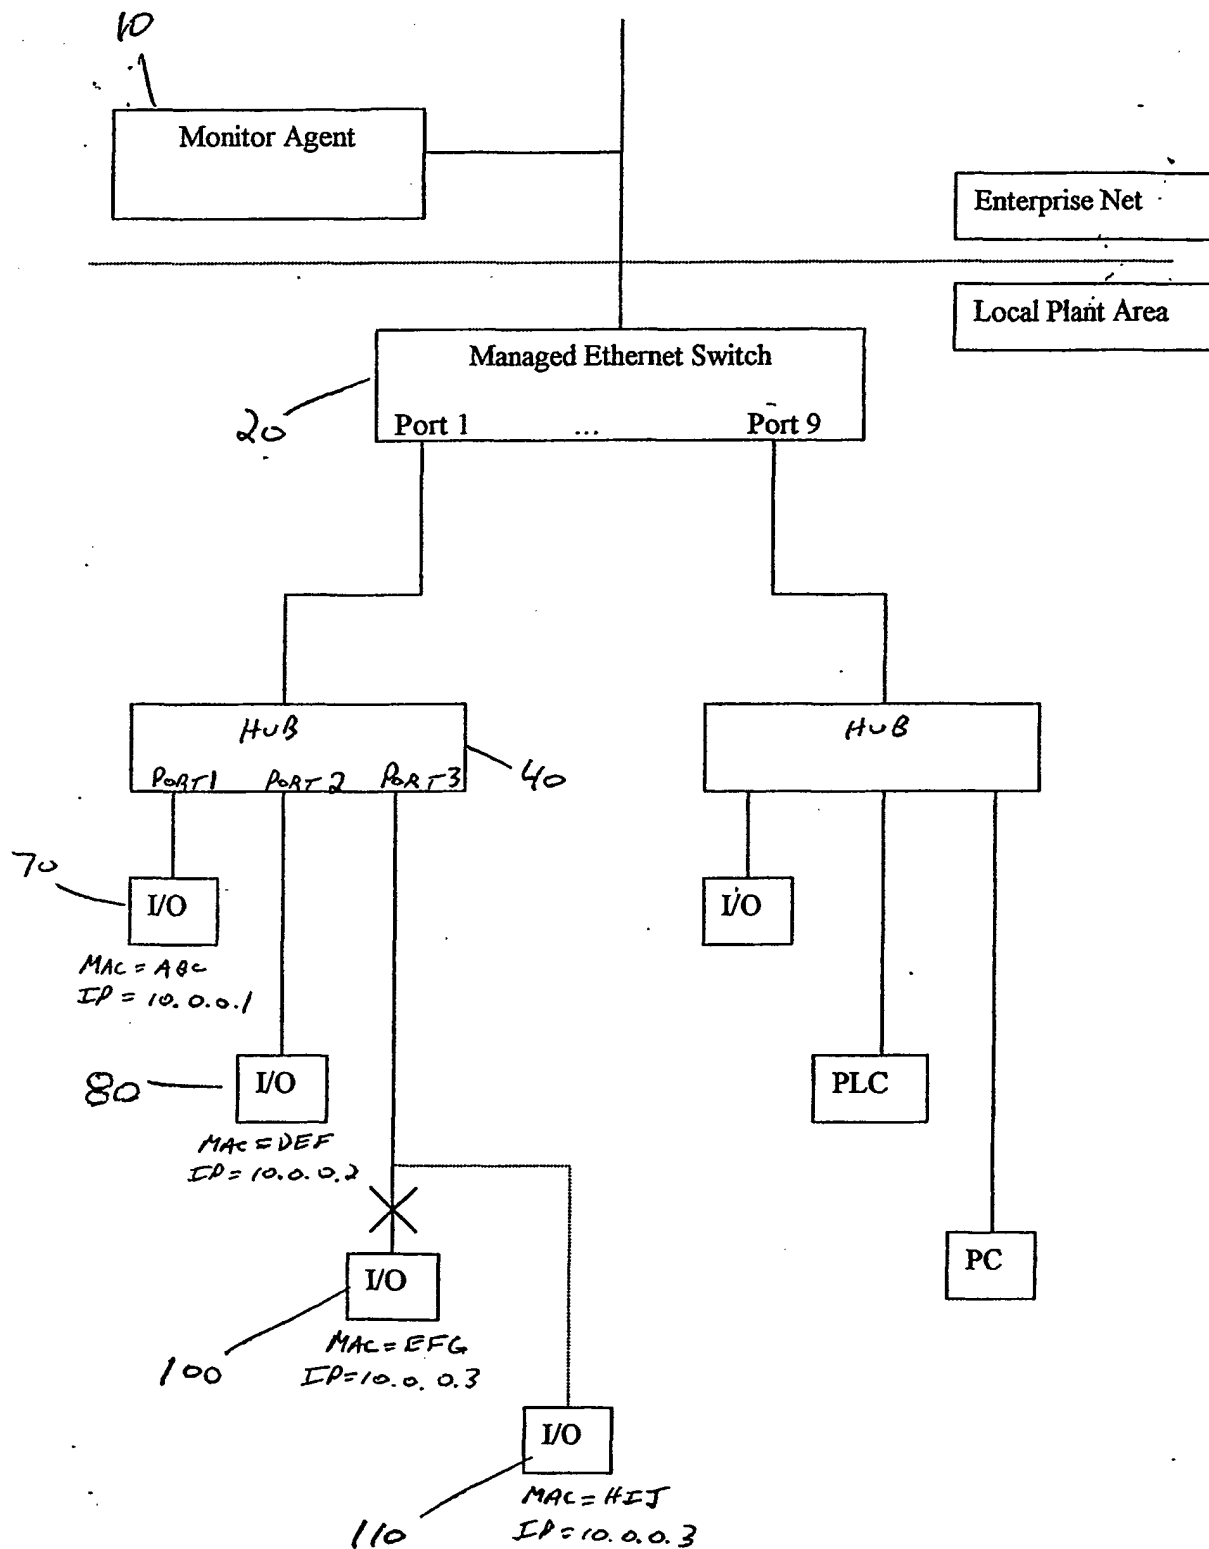 10
Monitor Agent
Enterprise Net
Local Plant Area
Managed Ethernet Switch
20
Port 1 ... Port 9
HUB
PORT1 PORT 2 PORT3
40
HUB
70
I/O
MAC = ABC
IP = 10.0.0.1
I/O
80
I/O
MAC = DEF
IP = 10.0.0.2
PLC
I/O
100
MAC = EFG
IP = 10.0.0.3
PC
I/O
110
MAC = HIJ
IP = 10.0.0.3